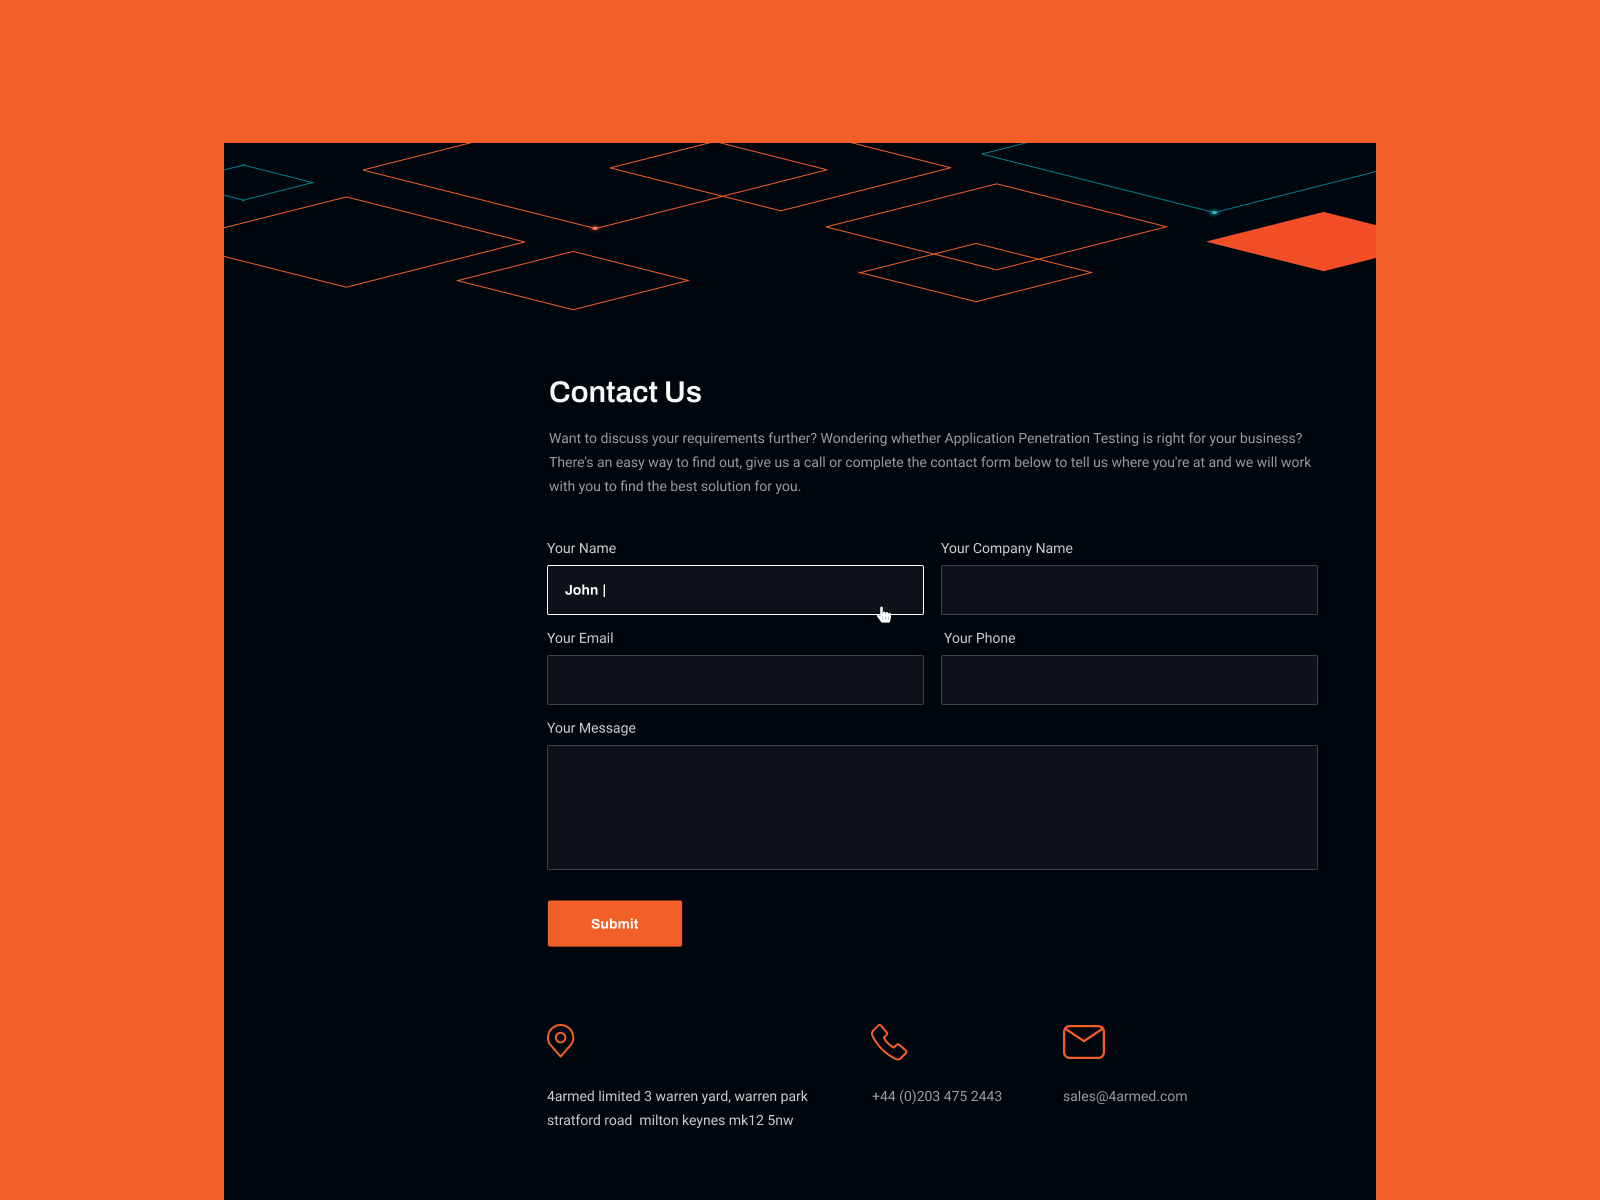 Contact Us
Want to discuss your requirements further? Wondering whether Application Penetration Testing is right for your business?
There's an easy way to find out, give us a call or complete the contact form below to tell us where you're at and we will work
with you to find the best solution for you.
Your Name
Your Company Name
John |
Your Email
Your Phone
Your Message
Submit
4armed limited 3 warren yard, warren park
stratford road  milton keynes mk12 5nw
+44 (0)203 475 2443
sales@4armed.com